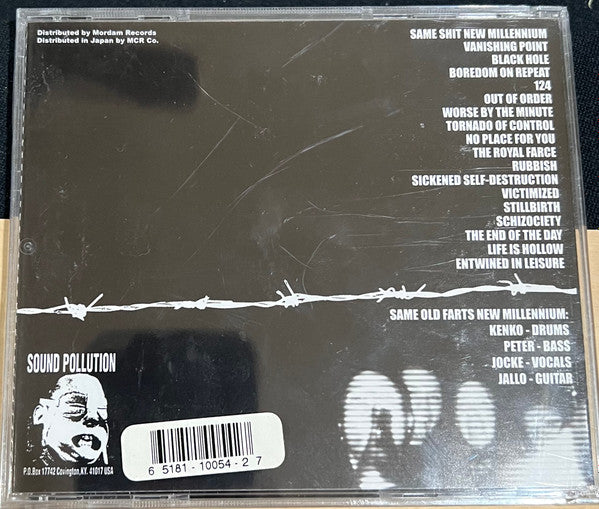 Distributed by Mordam Records
Distributed in Japan by MCR Co.
SAME $HIT NEW MILLENNIUM
VANISHING POINT
BLACK HOLE
BOREDOM ON REPEAT
124
OUT OF ORDER
WORSE BY THE MINUTE
TORNADO OF CONTROL
NO PLACE FOR YOU
THE ROYAL FARCE
RUBBISH
SICKENED SELF-DESTRUCTION
VICTIMIZED
STILLBIRTH
SCHIZOCIETY
THE END OF THE DAY
LIFE IS HOLLOW
ENTWINED IN LEISURE
SAME OLD FARTS NEW MILLENNIUM:
KENKO - DRUMS
PETER - BASS
JOCKE - VOCALS
JALLO - GUITAR
SOUND POLLUTION
P.O.Box 17742 Covington,KY. 41017 USA
6 5181 - 10054 - 2 7